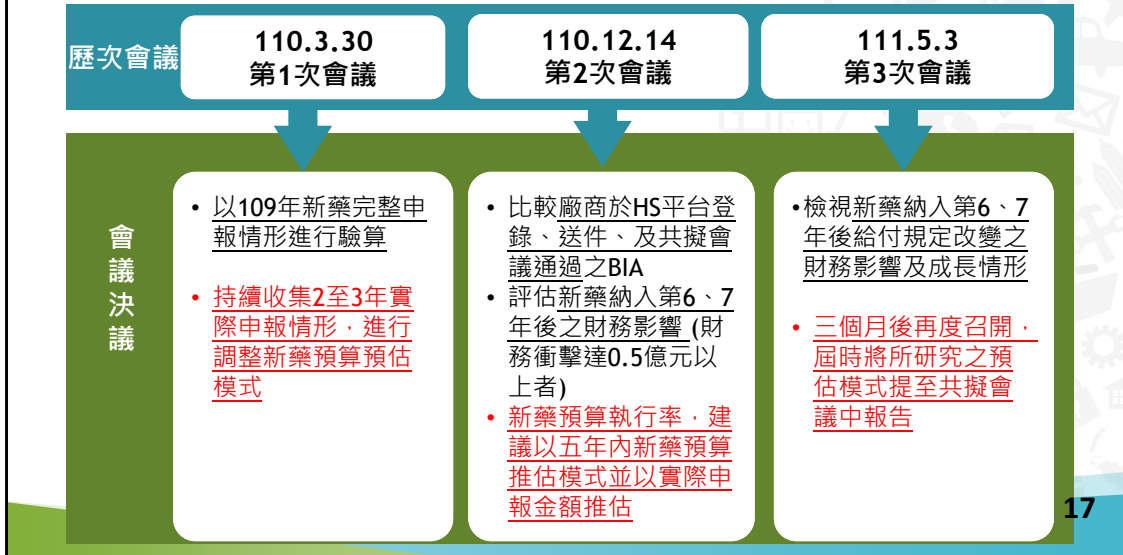 歷次會議
110.3.30
第1次會議
110.12.14
第2次會議
111.5.3
第3次會議
會
議
決
議
• 以109年新藥完整申
報情形進行驗算
• 持續收集2至3年實
際申報情形，進行
調整新藥預算預估
模式
• 比較廠商於HS平台登
錄、送件、及共擬會
議通過之BIA
• 評估新藥納入第6、7
年後之財務影響 (財
務衝擊達0.5億元以
上者)
• 新藥預算執行率，建
議以五年內新藥預算
推估模式並以實際申
報金額推估
•檢視新藥納入第6、7
年後給付規定改變之
財務影響及成長情形
• 三個月後再度召開，
屆時將所研究之預
估模式提至共擬會
議中報告
17